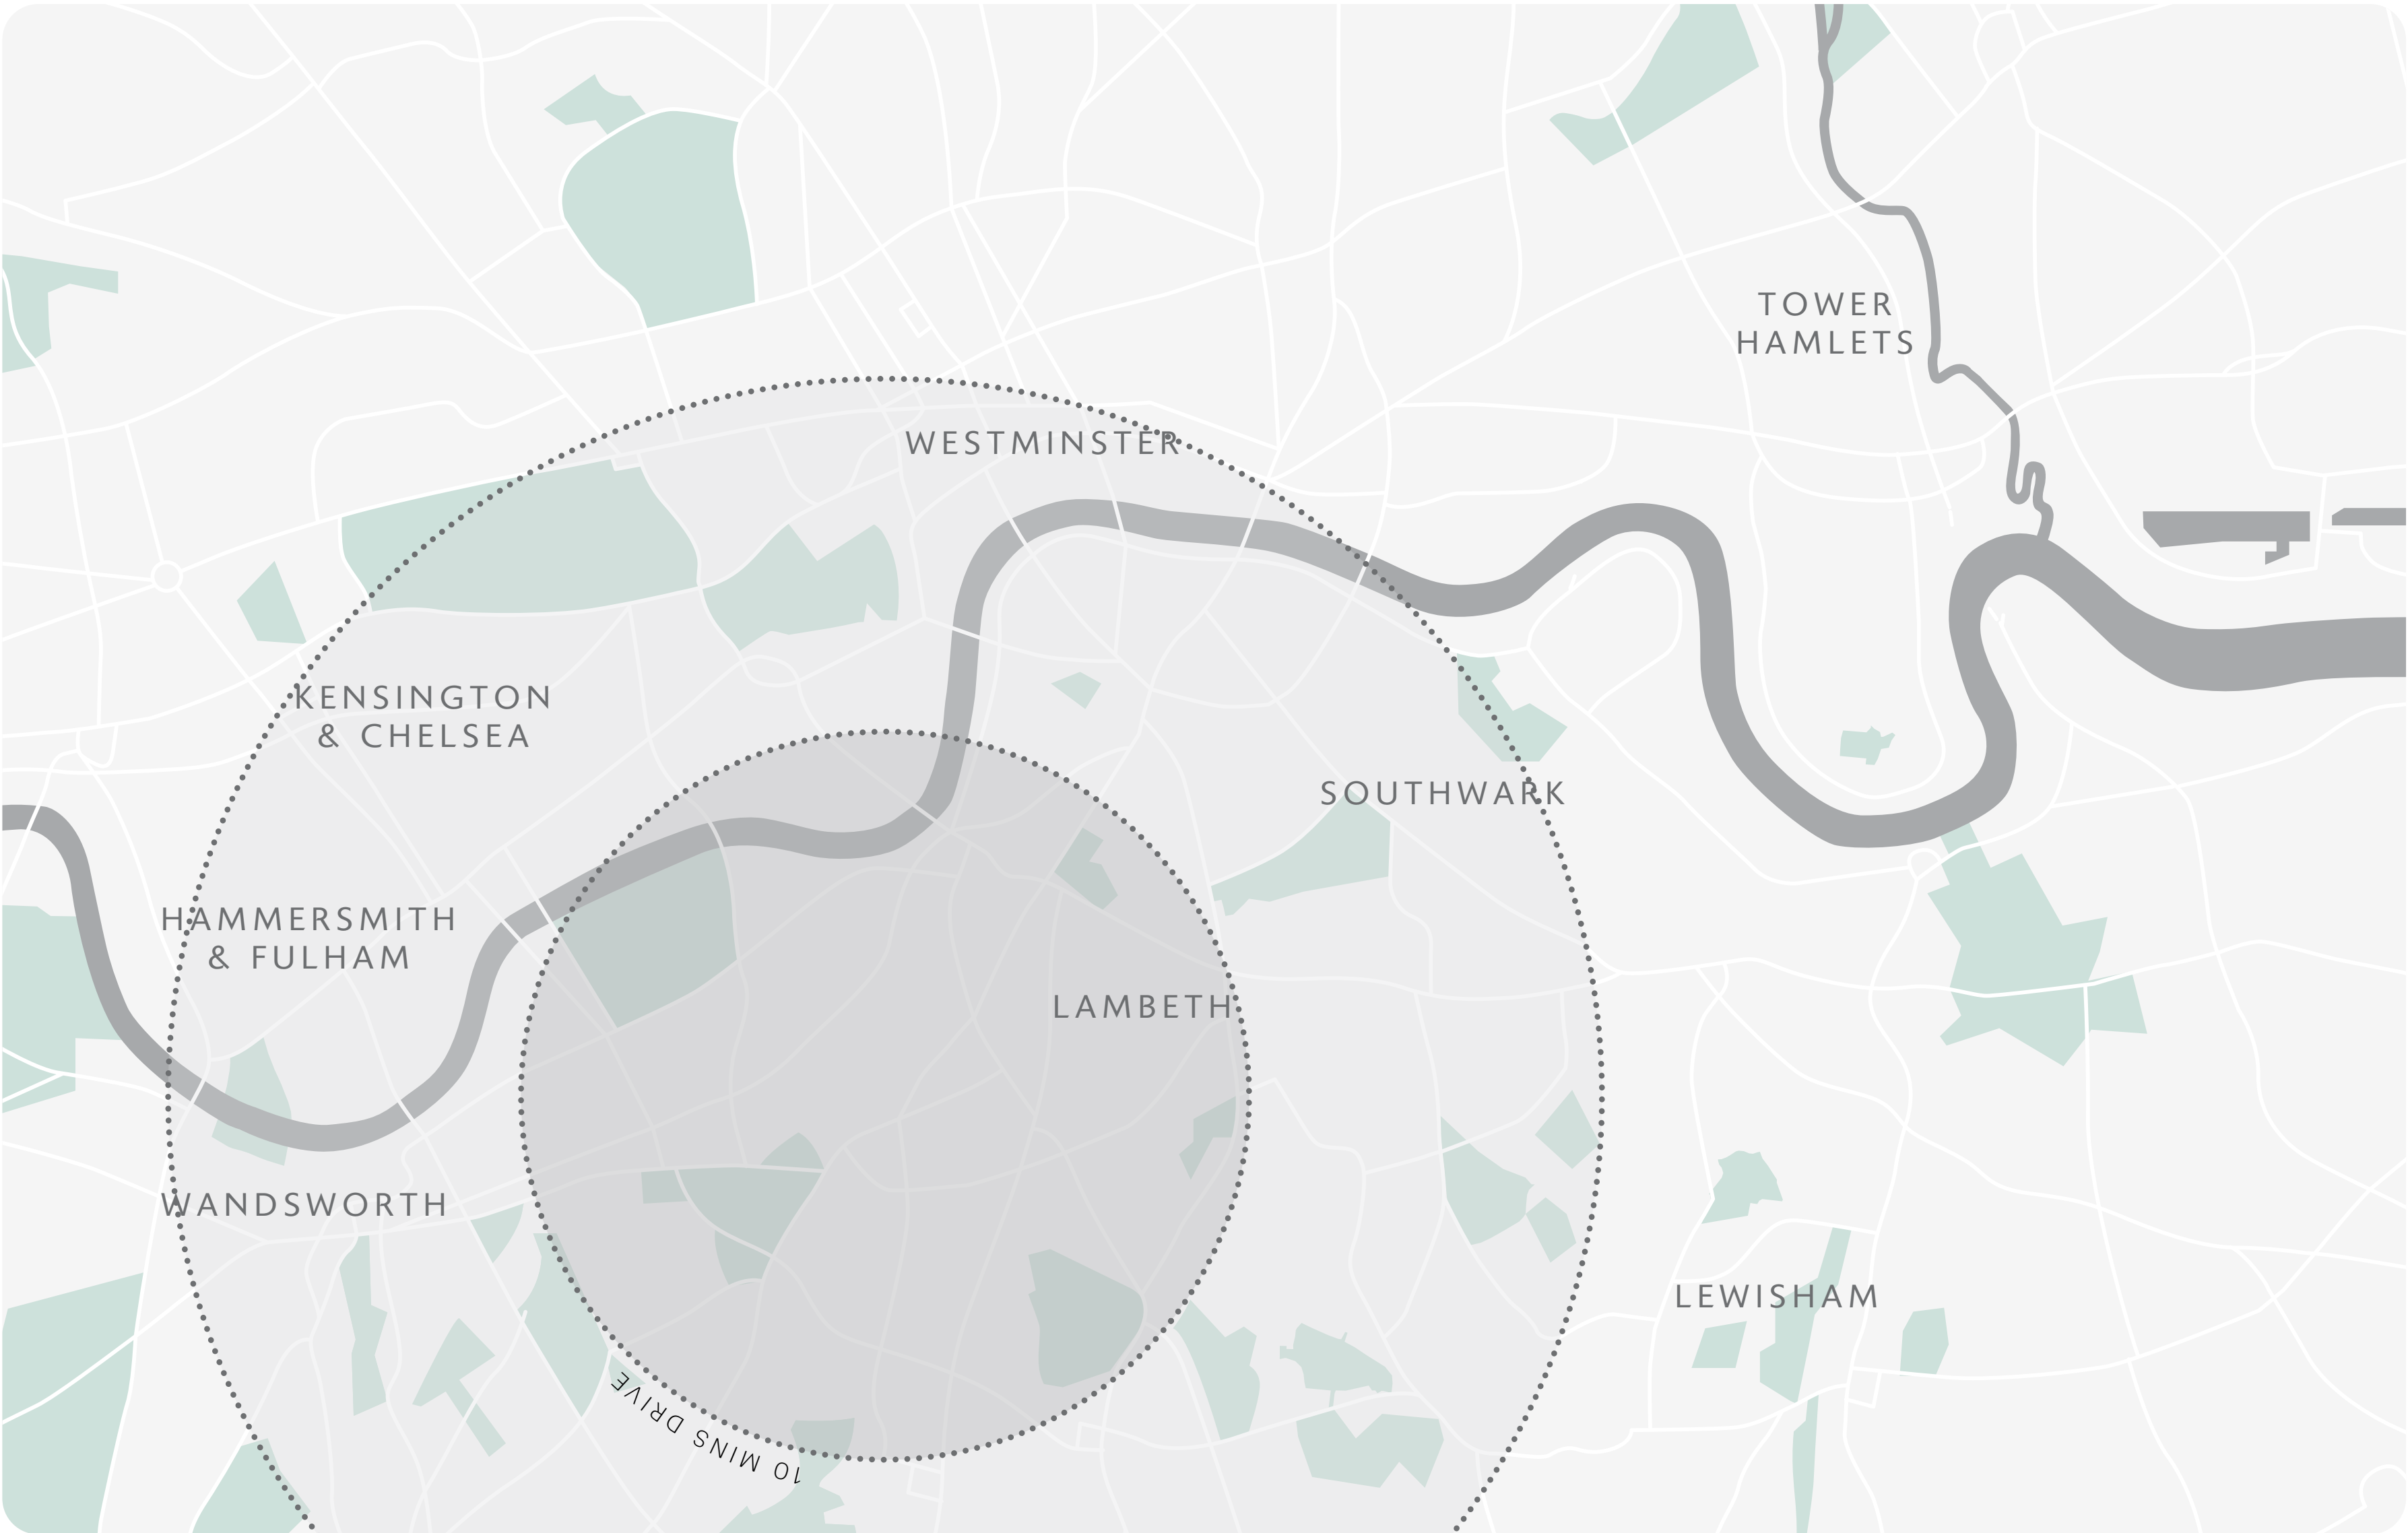 TOWER
HAMLETS
WESTMINSTER
KENSINGTON
& CHELSEA
SOUTHWARK
HAMMERSMITH
& FULHAM
LAMBETH
WANDSWORTH
LEWISHAM
10 MINS DRIVE